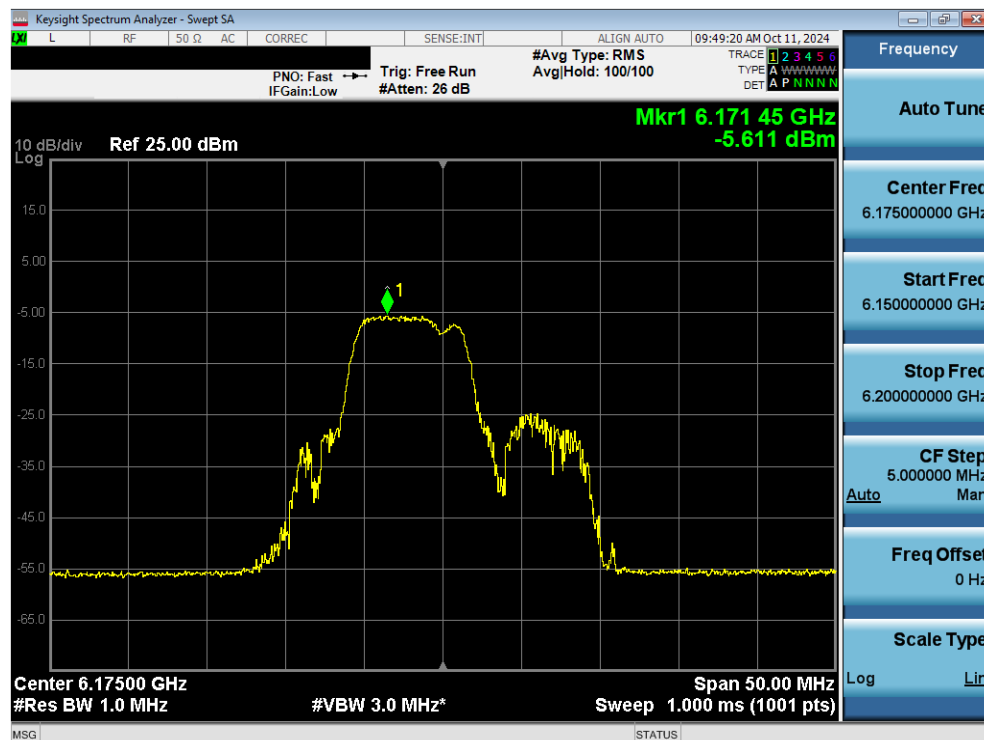 Keysight Spectrum Analyzer - Swept SA
LXI L RF 50 Ω AC CORREC SENSE:INT ALIGN AUTO 09:49:20 AM Oct 11, 2024
PNO: Fast
IFGain:Low
Trig: Free Run
#Atten: 26 dB
#Avg Type: RMS
Avg|Hold: 100/100
TRACE 1 2 3 4 5 6
TYPE A WWWWW
DET A P N N N N
Mkr1 6.171 45 GHz
-5.611 dBm
10 dB/div Ref 25.00 dBm
Log
15.0
5.00
-5.00
-15.0
-25.0
-35.0
-45.0
-55.0
-65.0
1
Center 6.17500 GHz Span 50.00 MHz
#Res BW 1.0 MHz #VBW 3.0 MHz* Sweep 1.000 ms (1001 pts)
MSG STATUS
Frequency
Auto Tune
Center Freq
6.175000000 GHz
Start Freq
6.150000000 GHz
Stop Freq
6.200000000 GHz
CF Step
5.000000 MHz
Auto Man
Freq Offset
0 Hz
Scale Type
Log Lin